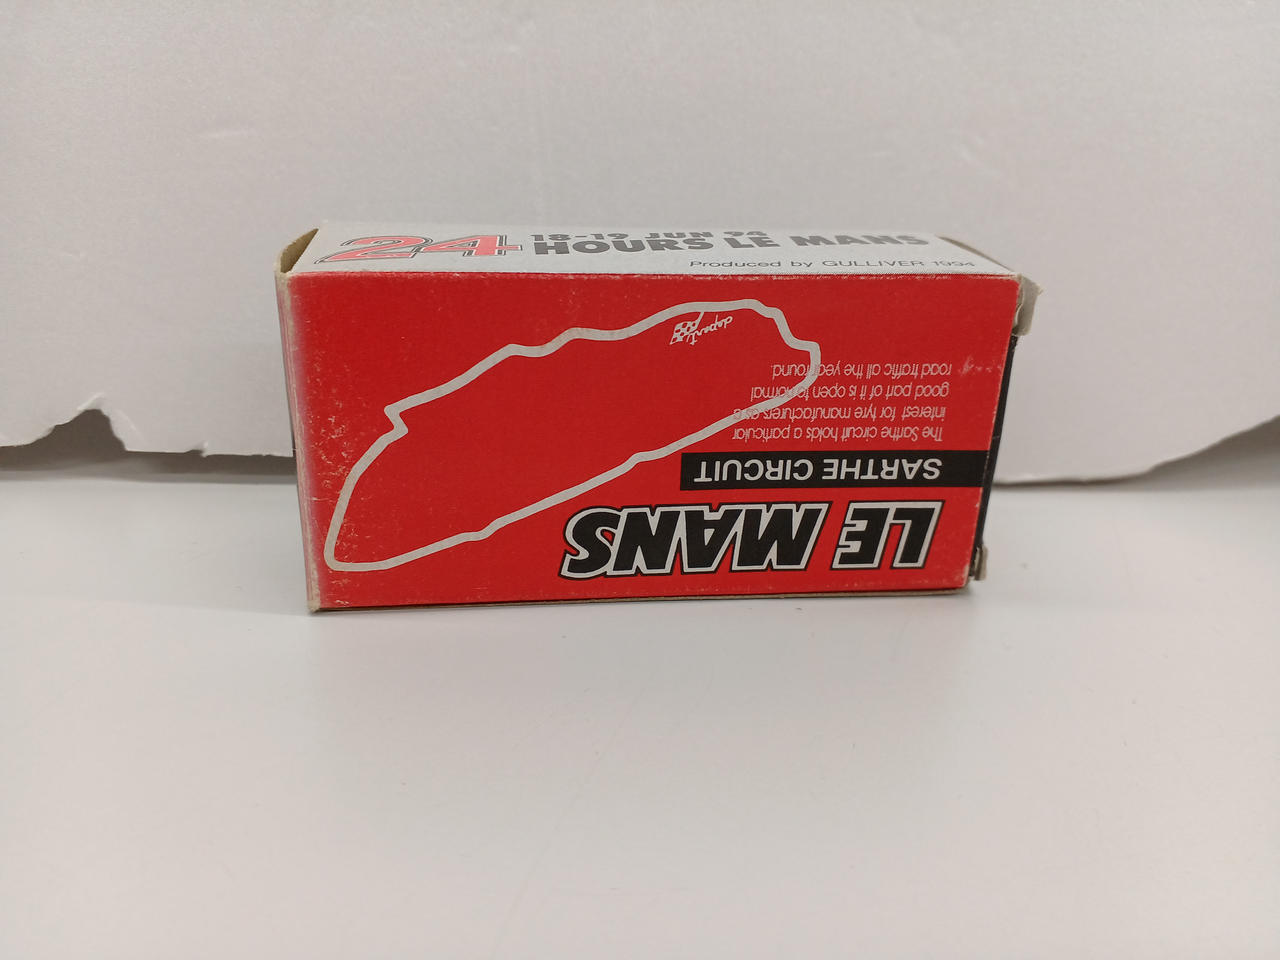 24
18-19 JUN 94
HOURS LE MANS
Produced by GULLIVER 1994
LE MANS
SARTHE CIRCUIT
The Sarthe circuit holds a particular
interest for tyre manufacturers as a
good part of it is open to normal
road traffic all the year round.
depart